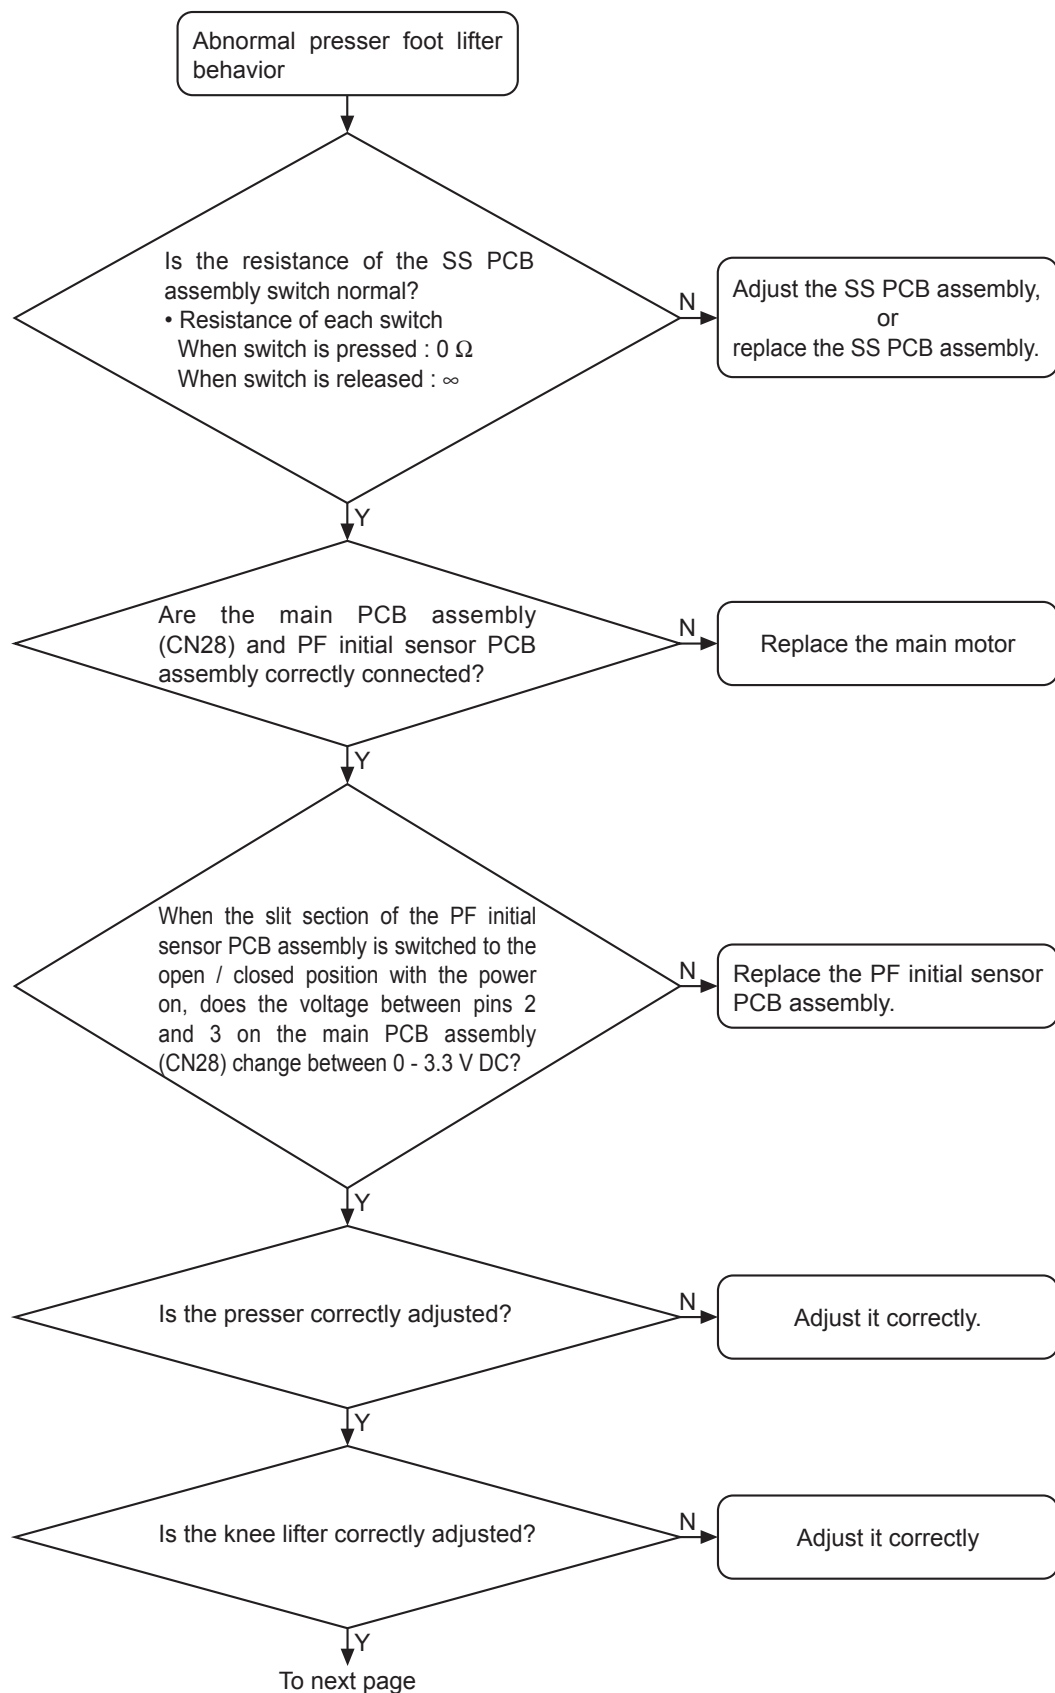 Abnormal presser foot lifter
behavior
Is the resistance of the SS PCB
assembly switch normal?
• Resistance of each switch
When switch is pressed : 0 Ω
When switch is released : ∞
N
Adjust the SS PCB assembly,
or
replace the SS PCB assembly.
Y
Are the main PCB assembly
(CN28) and PF initial sensor PCB
assembly correctly connected?
N
Replace the main motor
Y
When the slit section of the PF initial
sensor PCB assembly is switched to the
open / closed position with the power
on, does the voltage between pins 2
and 3 on the main PCB assembly
(CN28) change between 0 - 3.3 V DC?
N
Replace the PF initial sensor
PCB assembly.
Y
Is the presser correctly adjusted?
N
Adjust it correctly.
Y
Is the knee lifter correctly adjusted?
N
Adjust it correctly
Y
To next page